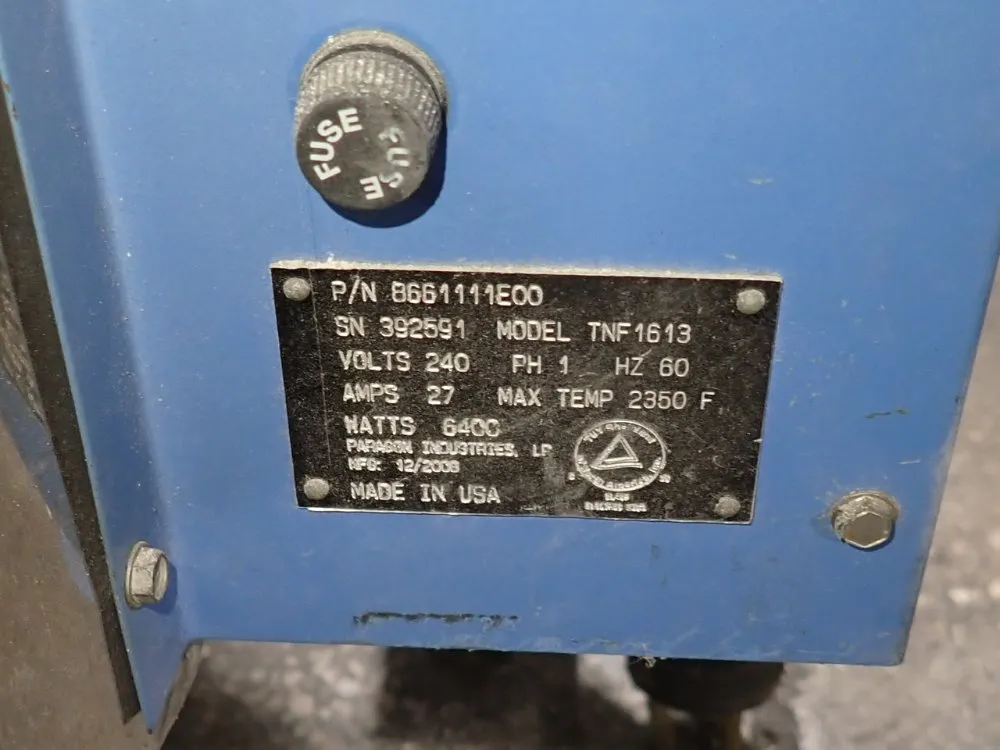 FUSE FUSE
P/N 8661111E00
SN 392591 MODEL TNF1613
VOLTS 240 PH 1 HZ 60
AMPS 27 MAX TEMP 2350 F
WATTS 6400
PARAGON INDUSTRIES, LP
MFG: 12/2008
MADE IN USA